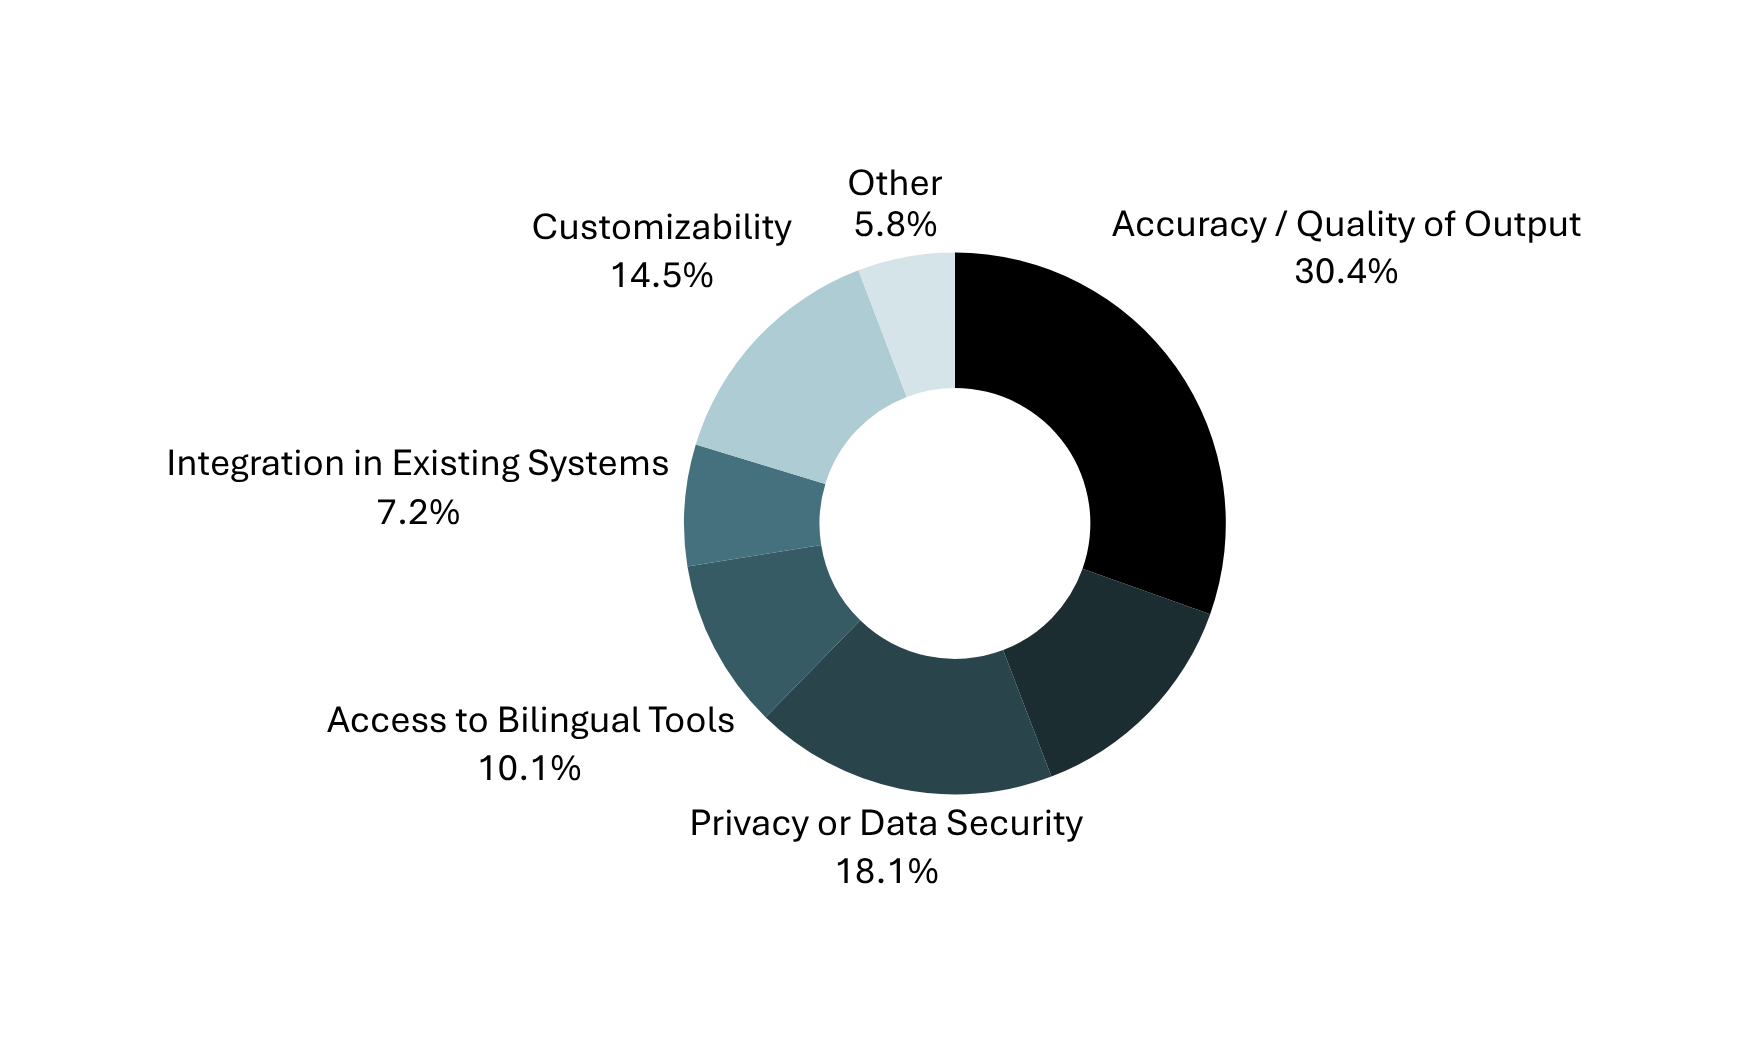 Other
5.8%
Customizability
14.5%
Accuracy / Quality of Output
30.4%
Integration in Existing Systems
7.2%
Access to Bilingual Tools
10.1%
Privacy or Data Security
18.1%